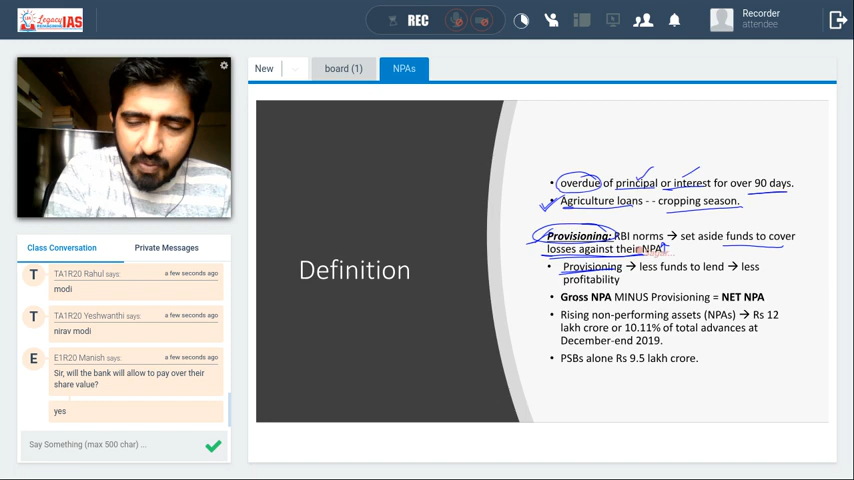 Legacy
IAS
REC
Recorder
attendee
New
board (1)
NPAs
Class Conversation
Private Messages
T
TA1R20 Rahul says:
a few seconds ago
modi
T
TA1R20 Yeshwanthi says:
a few seconds ago
nirav modi
E
E1R20 Manish says:
a few seconds ago
Sir, will the bank will allow to pay over their
share value?
yes
Say Something (max 500 char) ...
Definition
• overdue of principal or interest for over 90 days.
• Agriculture loans - - cropping season.
Provisioning: RBI norms → set aside funds to cover
losses against their NPA
• Provisioning → less funds to lend → less
profitability
• Gross NPA MINUS Provisioning = NET NPA
• Rising non-performing assets (NPAs) → Rs 12
lakh crore or 10.11% of total advances at
December-end 2019.
• PSBs alone Rs 9.5 lakh crore.